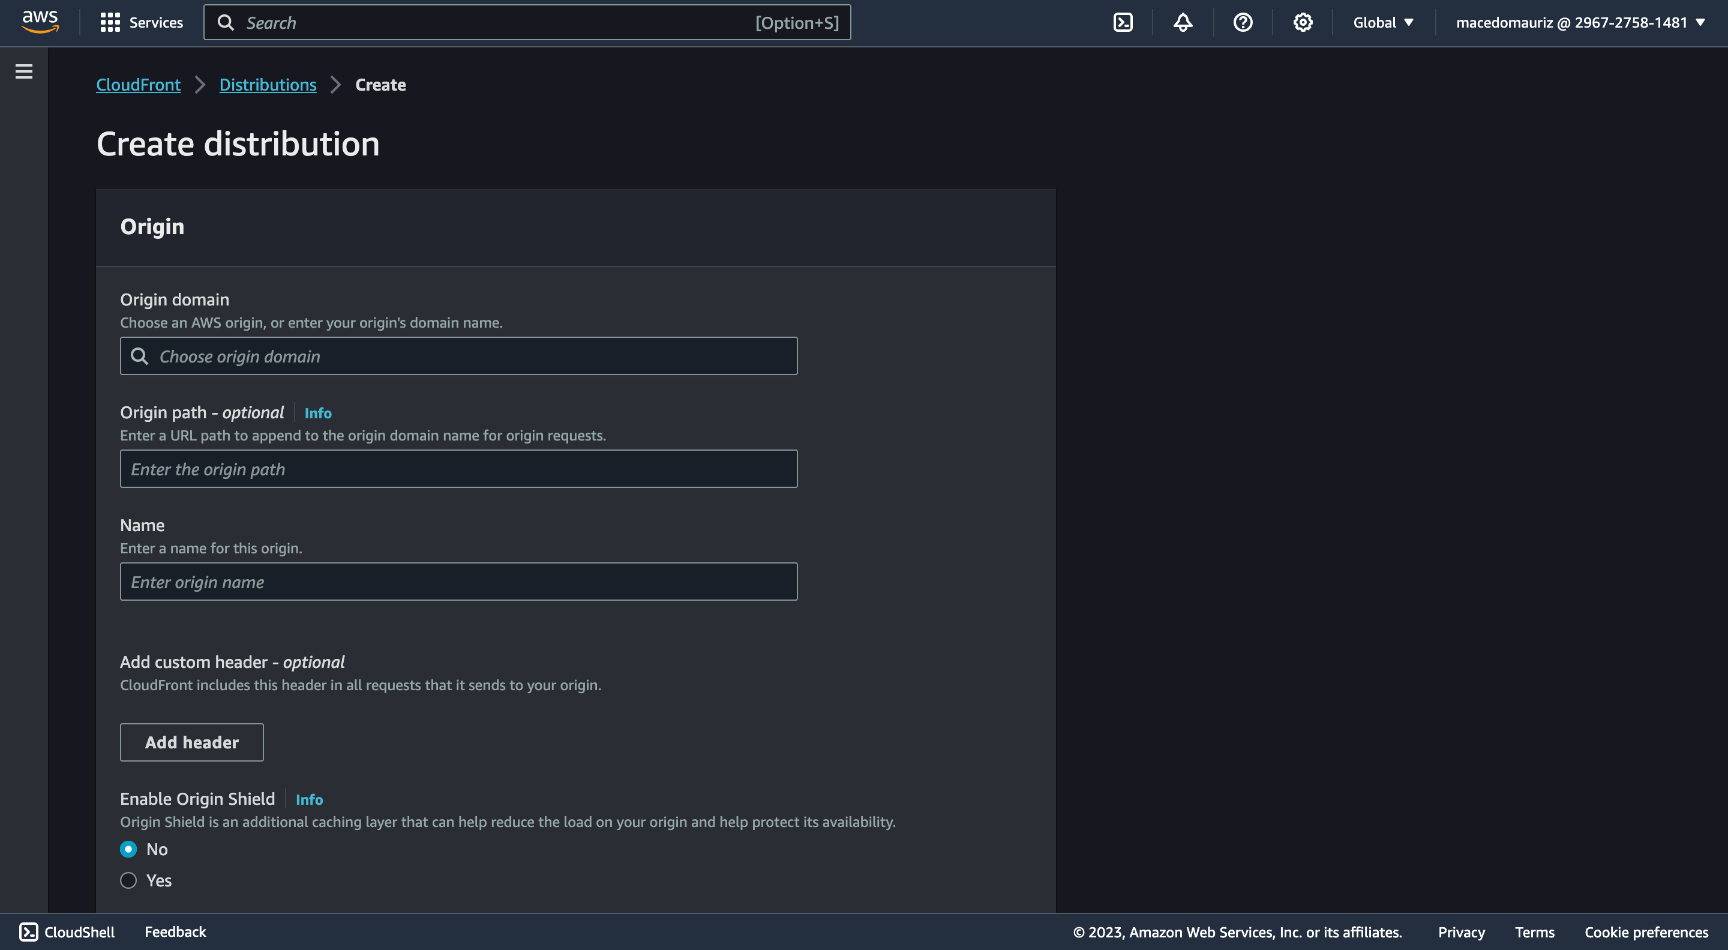 aws
Services
Search
[Option+S]
Global
macedomauriz @ 2967-2758-1481
CloudFront
Distributions
Create
Create distribution
Origin
Origin domain
Choose an AWS origin, or enter your origin's domain name.
Choose origin domain
Origin path - optional
Info
Enter a URL path to append to the origin domain name for origin requests.
Enter the origin path
Name
Enter a name for this origin.
Enter origin name
Add custom header - optional
CloudFront includes this header in all requests that it sends to your origin.
Add header
Enable Origin Shield
Info
Origin Shield is an additional caching layer that can help reduce the load on your origin and help protect its availability.
No
Yes
CloudShell
Feedback
© 2023, Amazon Web Services, Inc. or its affiliates.
Privacy
Terms
Cookie preferences